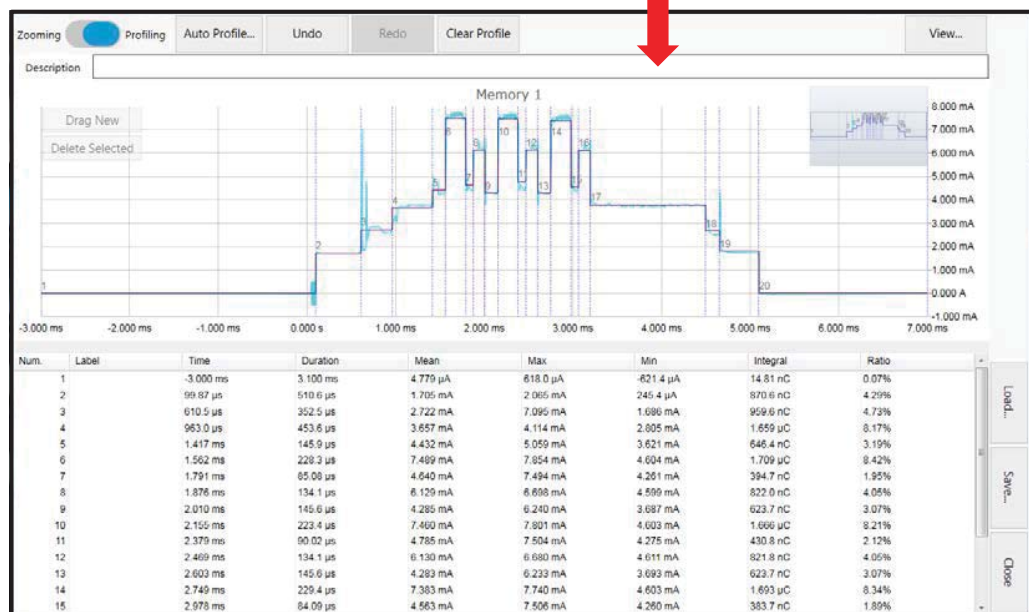 Zooming Profiling Auto Profile... Undo Redo Clear Profile View...
Description
Memory 1
Drag New
Delete Selected
8.000 mA
7.000 mA
6.000 mA
5.000 mA
4.000 mA
3.000 mA
2.000 mA
1.000 mA
0.000 A
-1.000 mA
1 2 3 4 5 6 7 8 9 10 11 12 13 14 15 16 17 18 19 20
-3.000 ms -2.000 ms -1.000 ms 0.000 s 1.000 ms 2.000 ms 3.000 ms 4.000 ms 5.000 ms 6.000 ms 7.000 ms
Num. Label Time Duration Mean Max Min Integral Ratio
1 -3.000 ms 3.100 ms 4.779 µA 618.0 µA -621.4 µA 14.81 nC 0.07%
2 99.87 µs 510.6 µs 1.705 mA 2.065 mA 245.4 µA 870.6 nC 4.29%
3 610.5 µs 352.5 µs 2.722 mA 7.095 mA 1.686 mA 959.6 nC 4.73%
4 963.0 µs 453.6 µs 3.657 mA 4.114 mA 2.805 mA 1.659 µC 8.17%
5 1.417 ms 145.9 µs 4.432 mA 5.059 mA 3.621 mA 646.4 nC 3.19%
6 1.562 ms 228.3 µs 7.489 mA 7.854 mA 4.604 mA 1.709 µC 8.42%
7 1.791 ms 85.08 µs 4.640 mA 7.494 mA 4.261 mA 394.7 nC 1.95%
8 1.876 ms 134.1 µs 6.129 mA 6.698 mA 4.599 mA 822.0 nC 4.05%
9 2.010 ms 145.6 µs 4.285 mA 6.240 mA 3.687 mA 623.7 nC 3.07%
10 2.155 ms 223.4 µs 7.460 mA 7.801 mA 4.603 mA 1.666 µC 8.21%
11 2.379 ms 90.02 µs 4.785 mA 7.504 mA 4.275 mA 430.8 nC 2.12%
12 2.469 ms 134.1 µs 6.130 mA 6.680 mA 4.611 mA 821.8 nC 4.05%
13 2.603 ms 145.6 µs 4.283 mA 6.233 mA 3.693 mA 623.7 nC 3.07%
14 2.749 ms 229.4 µs 7.383 mA 7.740 mA 4.603 mA 1.693 µC 8.34%
15 2.978 ms 84.09 µs 4.563 mA 7.506 mA 4.260 mA 383.7 nC 1.89%
Load...
Save...
Close